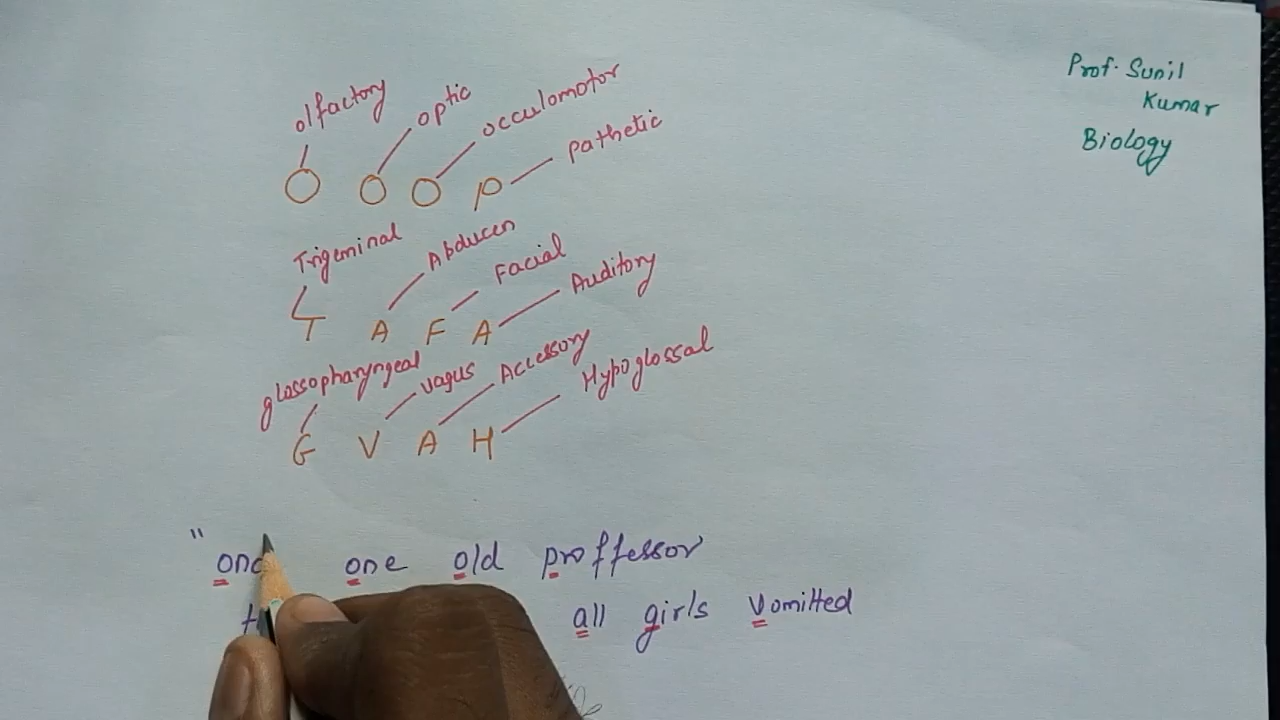 Prof. Sunil
Kumar
Biology
olfactory optic occulomotor pathetic
O O O P
Trigeminal Abducen Facial Auditory
T A F A
glossopharyngeal vagus Accessory Hypoglossal
G V A H
" one old proffessor
all girls vomitted